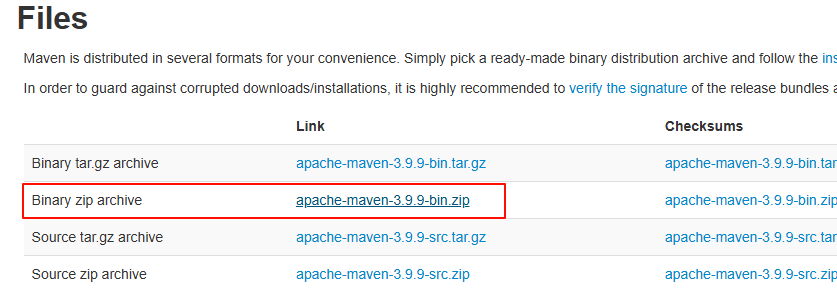 Files
Maven is distributed in several formats for your convenience. Simply pick a ready-made binary distribution archive and follow the
In order to guard against corrupted downloads/installations, it is highly recommended to verify the signature of the release bundles
Link Checksums
Binary tar.gz archive apache-maven-3.9.9-bin.tar.gz apache-maven-3.9.9-bin.tar
Binary zip archive apache-maven-3.9.9-bin.zip apache-maven-3.9.9-bin.zip
Source tar.gz archive apache-maven-3.9.9-src.tar.gz apache-maven-3.9.9-src.tar
Source zip archive apache-maven-3.9.9-src.zip apache-maven-3.9.9-src.zip